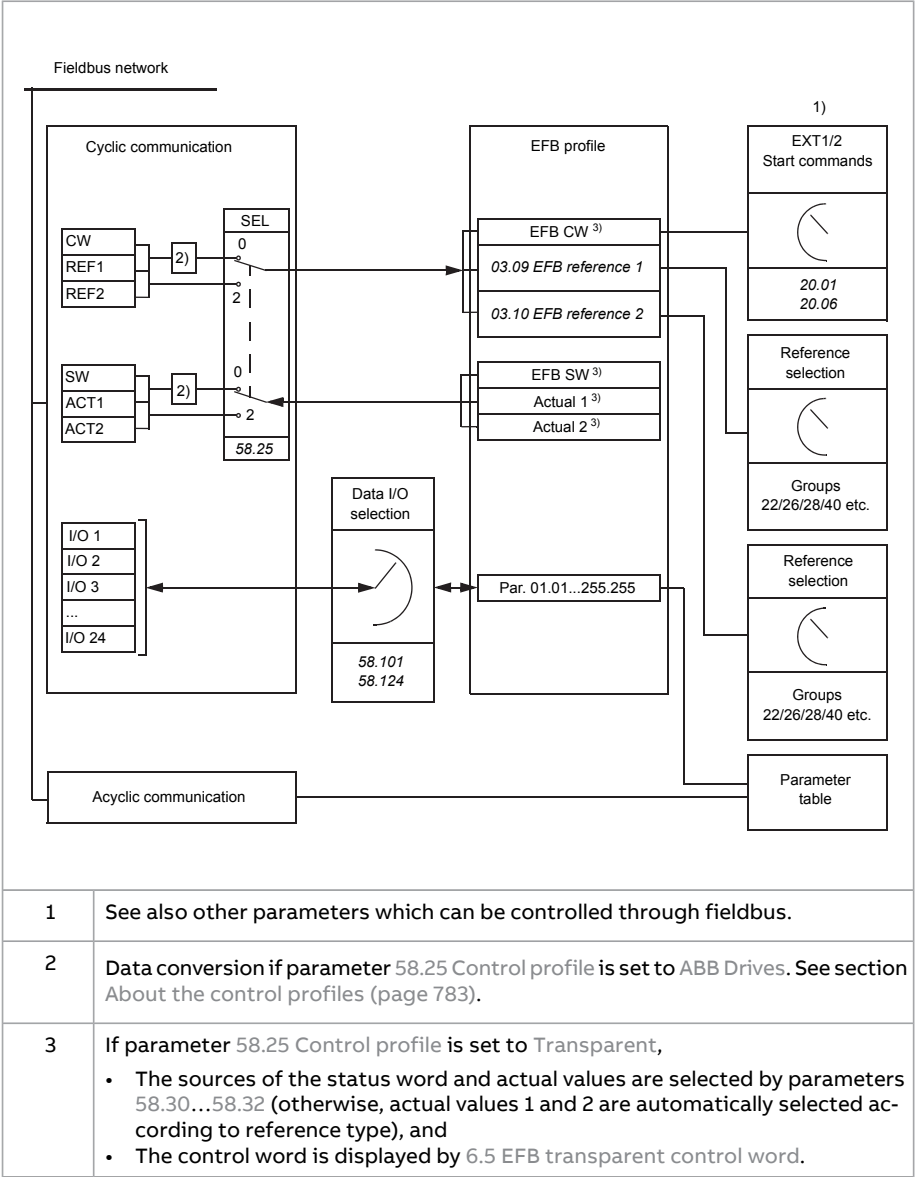 Fieldbus network
1)
Cyclic communication
EFB profile
EXT1/2
Start commands
SEL
CW
REF1
REF2
2)
0
2
EFB CW 3)
03.09 EFB reference 1
03.10 EFB reference 2
20.01
20.06
SW
ACT1
ACT2
2)
0
2
58.25
EFB SW 3)
Actual 1 3)
Actual 2 3)
Reference
selection
Groups
22/26/28/40 etc.
I/O 1
I/O 2
I/O 3
...
I/O 24
Data I/O
selection
58.101
58.124
Par. 01.01...255.255
Reference
selection
Groups
22/26/28/40 etc.
Acyclic communication
Parameter
table
1 See also other parameters which can be controlled through fieldbus.
2 Data conversion if parameter 58.25 Control profile is set to ABB Drives. See section
About the control profiles (page 783).
3 If parameter 58.25 Control profile is set to Transparent,
• The sources of the status word and actual values are selected by parameters
58.30...58.32 (otherwise, actual values 1 and 2 are automatically selected ac-
cording to reference type), and
• The control word is displayed by 6.5 EFB transparent control word.